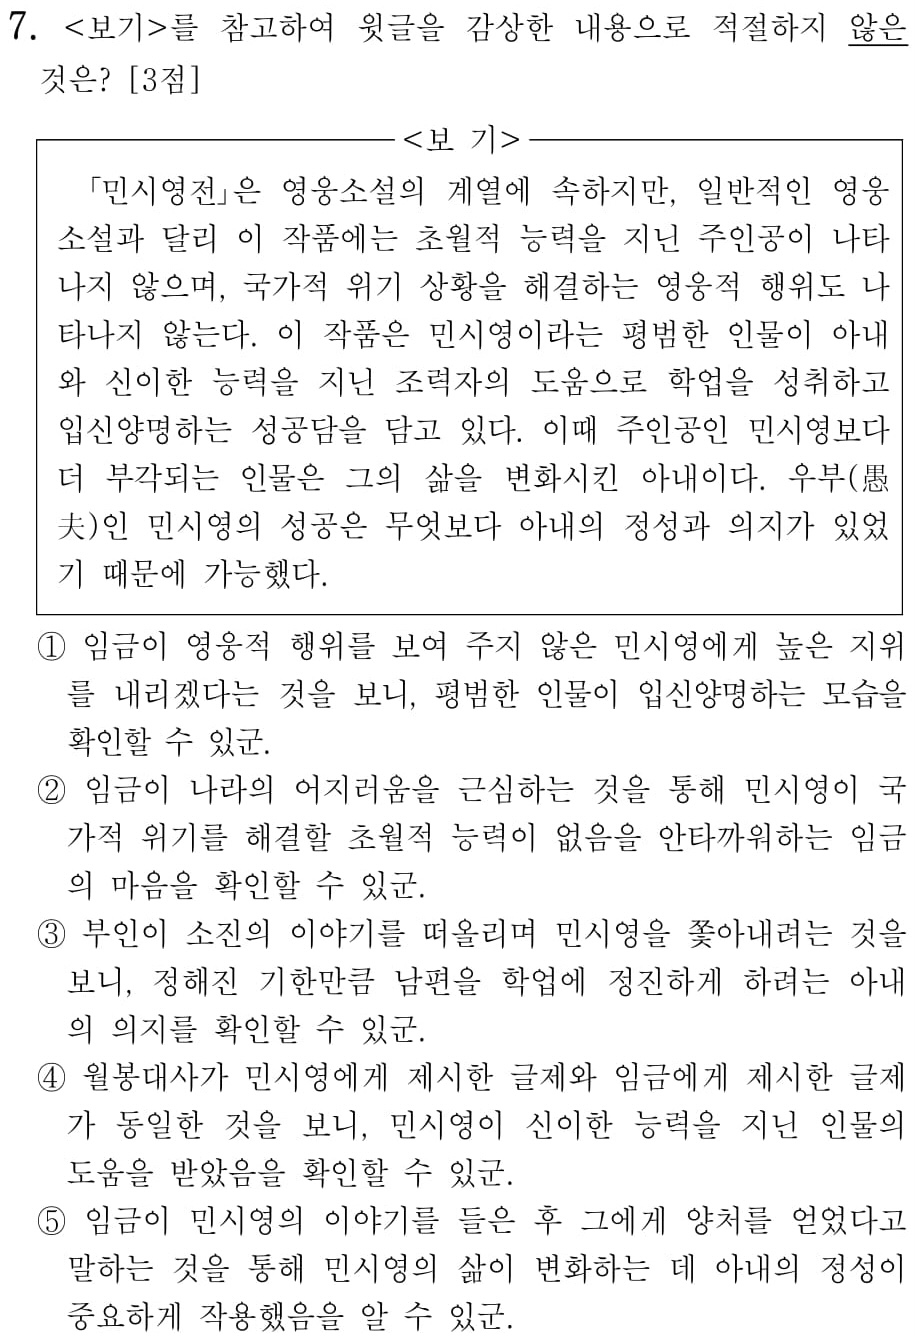 7. <보기>를 참고하여 윗글을 감상한 내용으로 적절하지 않은
것은? [3점]
<보 기>
「민시영전」은 영웅소설의 계열에 속하지만, 일반적인 영웅
소설과 달리 이 작품에는 초월적 능력을 지닌 주인공이 나타
나지 않으며, 국가적 위기 상황을 해결하는 영웅적 행위도 나
타나지 않는다. 이 작품은 민시영이라는 평범한 인물이 아내
와 신이한 능력을 지닌 조력자의 도움으로 학업을 성취하고
입신양명하는 성공담을 담고 있다. 이때 주인공인 민시영보다
더 부각되는 인물은 그의 삶을 변화시킨 아내이다. 우부(愚
夫)인 민시영의 성공은 무엇보다 아내의 정성과 의지가 있었
기 때문에 가능했다.
① 임금이 영웅적 행위를 보여 주지 않은 민시영에게 높은 지위
를 내리겠다는 것을 보니, 평범한 인물이 입신양명하는 모습을
확인할 수 있군.
② 임금이 나라의 어지러움을 근심하는 것을 통해 민시영이 국
가적 위기를 해결할 초월적 능력이 없음을 안타까워하는 임금
의 마음을 확인할 수 있군.
③ 부인이 소진의 이야기를 떠올리며 민시영을 쫓아내려는 것을
보니, 정해진 기한만큼 남편을 학업에 정진하게 하려는 아내
의 의지를 확인할 수 있군.
④ 월봉대사가 민시영에게 제시한 글제와 임금에게 제시한 글제
가 동일한 것을 보니, 민시영이 신이한 능력을 지닌 인물의
도움을 받았음을 확인할 수 있군.
⑤ 임금이 민시영의 이야기를 들은 후 그에게 양처를 얻었다고
말하는 것을 통해 민시영의 삶이 변화하는 데 아내의 정성이
중요하게 작용했음을 알 수 있군.